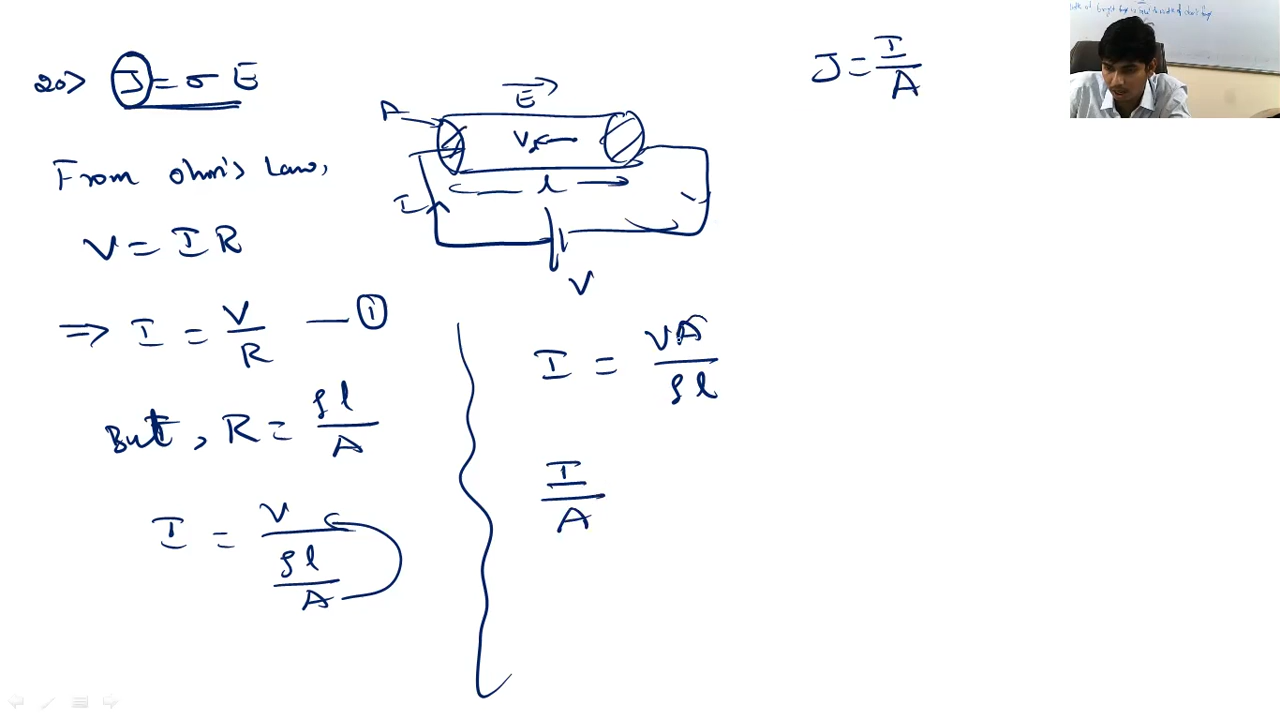 20> J = σ E
From ohm's Law,
V = I R
⇒ I = V/R — ①
But, R = ρl/A
I = V/(ρl/A)
A
E
l
I
V
I = VA/ρl
I/A
J = I/A